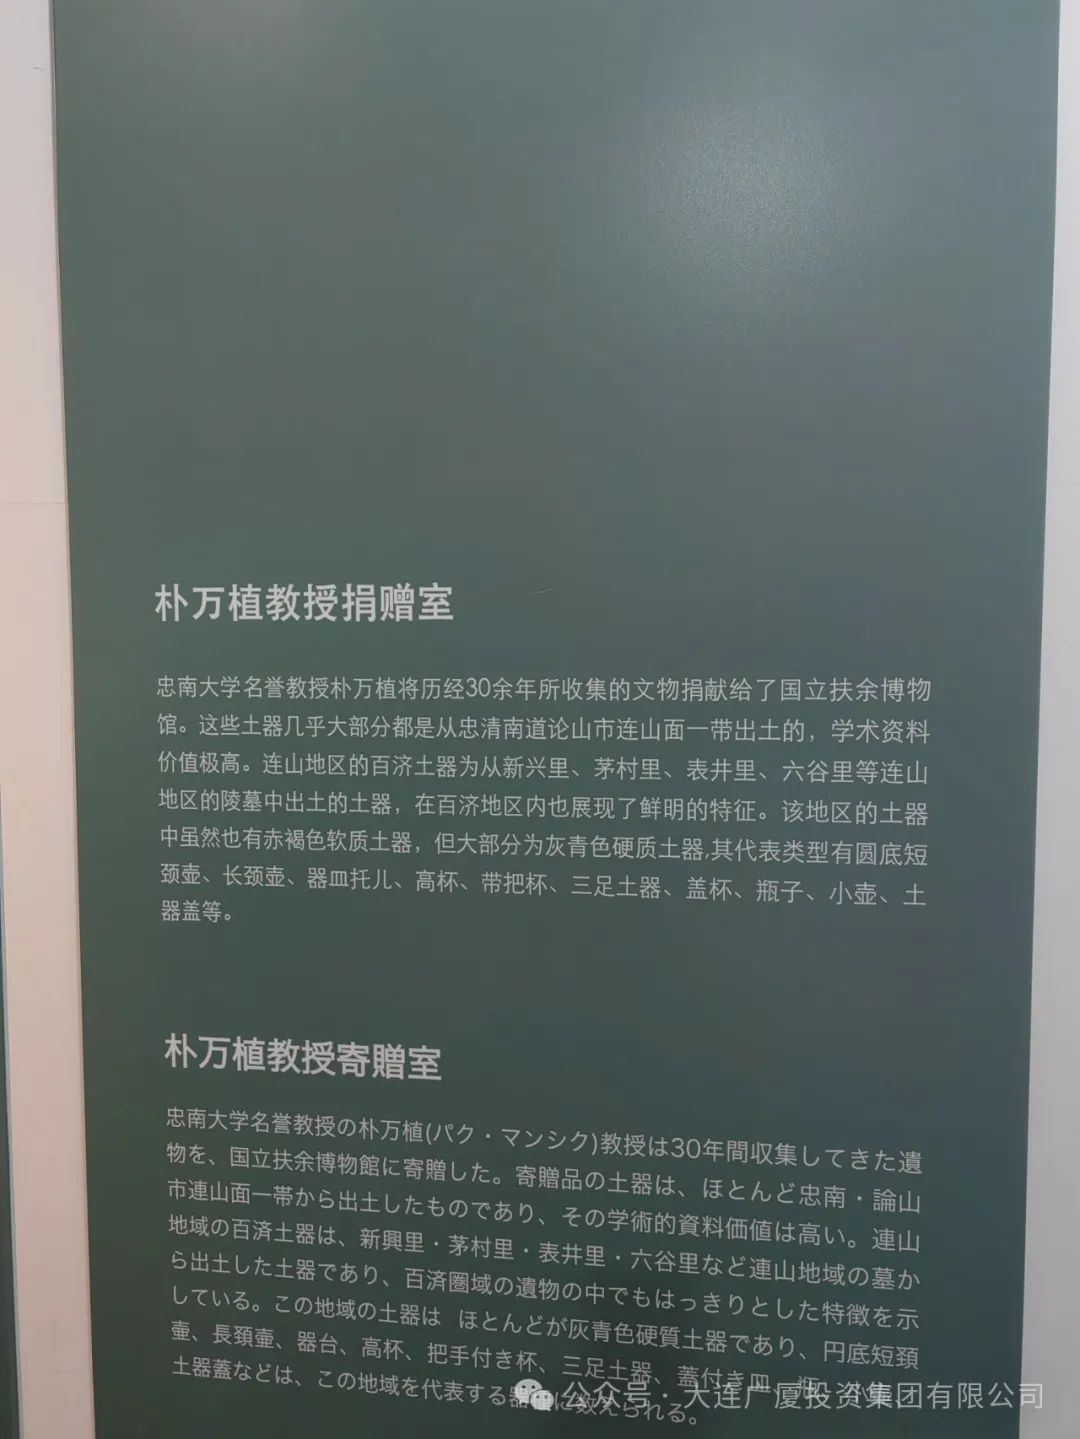 朴万植教授捐赠室
忠南大学名誉教授朴万植将历经30余年所收集的文物捐献给了国立扶余博物
馆。这些土器几乎大部分都是从忠清南道论山市连山面一带出土的，学术资料
价值极高。连山地区的百济土器为从新兴里、茅村里、表井里、六谷里等连山
地区的陵墓中出土的土器，在百济地区内也展现了鲜明的特征。该地区的土器
中虽然也有赤褐色软质土器，但大部分为灰青色硬质土器,其代表类型有圆底短
颈壶、长颈壶、器皿托儿、高杯、带把杯、三足土器、盖杯、瓶子、小壶、土
器盖等。
朴万植教授寄贈室
忠南大学名誉教授の朴万植(パク・マンシク)教授は30年間収集してきた遺
物を、国立扶余博物館に寄贈した。寄贈品の土器は、ほとんど忠南・論山
市連山面一帯から出土したものであり、その学術的資料価値は高い。連山
地域の百済土器は、新興里・茅村里・表井里・六谷里など連山地域の墓か
ら出土した土器であり、百済圏域の遺物の中でもはっきりとした特徴を示
している。この地域の土器は ほとんどが灰青色硬質土器であり、円底短頚
壷、長頚壷、器台、高杯、把手付き杯、三足土器、蓋付き皿、瓶、小壷、
土器蓋などは、この地域を代表する器種に数えられる。
公众号·大连广厦投资集团有限公司